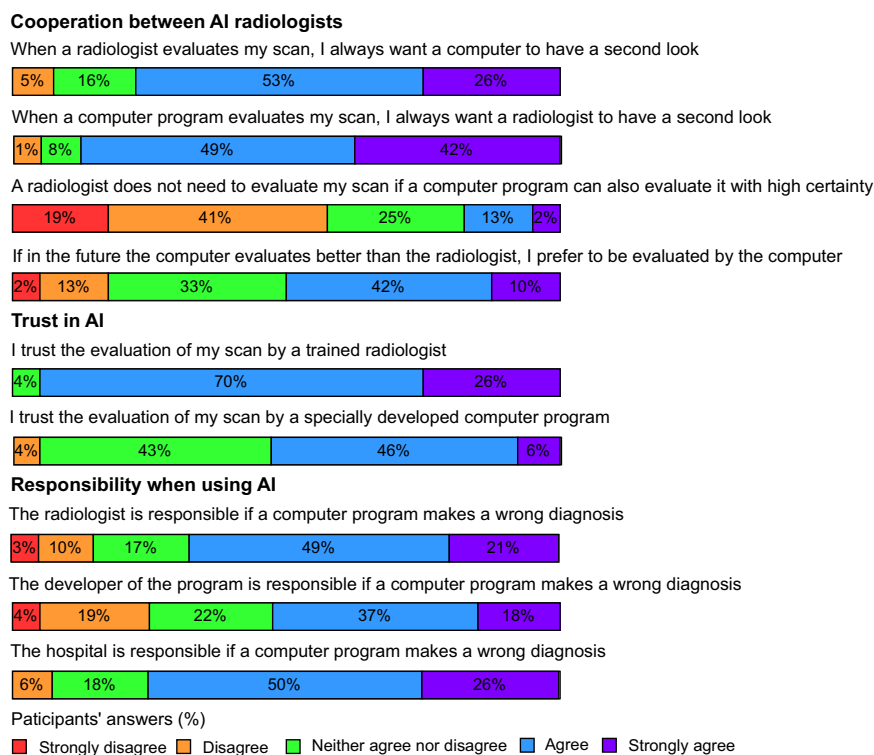 Cooperation between AI radiologists
When a radiologist evaluates my scan, I always want a computer to have a second look
5% 16% 53% 26%
When a computer program evaluates my scan, I always want a radiologist to have a second look
1% 8% 49% 42%
A radiologist does not need to evaluate my scan if a computer program can also evaluate it with high certainty
19% 41% 25% 13% 2%
If in the future the computer evaluates better than the radiologist, I prefer to be evaluated by the computer
2% 13% 33% 42% 10%
Trust in AI
I trust the evaluation of my scan by a trained radiologist
4% 70% 26%
I trust the evaluation of my scan by a specially developed computer program
4% 43% 46% 6%
Responsibility when using AI
The radiologist is responsible if a computer program makes a wrong diagnosis
3% 10% 17% 49% 21%
The developer of the program is responsible if a computer program makes a wrong diagnosis
4% 19% 22% 37% 18%
The hospital is responsible if a computer program makes a wrong diagnosis
6% 18% 50% 26%
Paticipants' answers (%)
Strongly disagree Disagree Neither agree nor disagree Agree Strongly agree